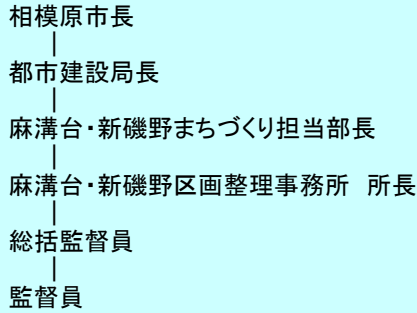 相模原市長
|
都市建設局長
|
麻溝台・新磯野まちづくり担当部長
|
麻溝台・新磯野区画整理事務所　所長
|
総括監督員
|
監督員